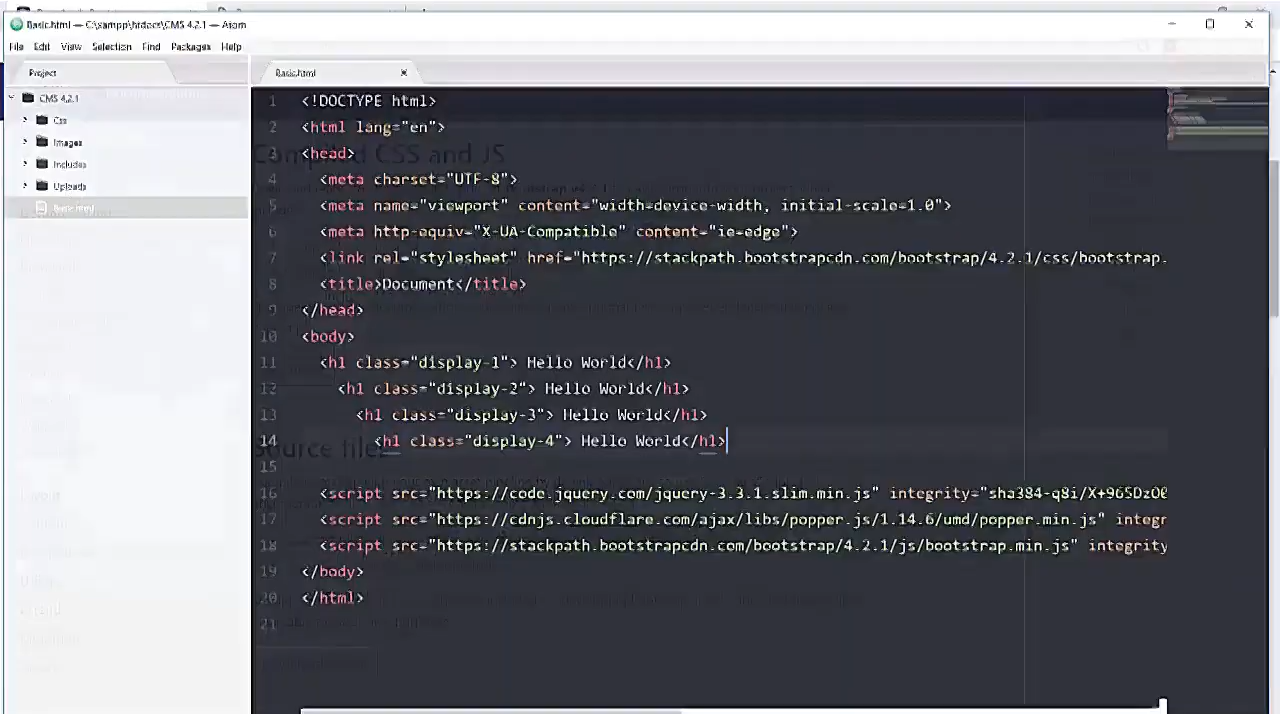 Basic.html — C:\xampp\htdocs\CMS 4.2.1 — Atom
File Edit View Selection Find Packages Help
Project
Basic.html
CMS 4.2.1
Css
Images
Includes
Uploads
Basic.html
Compiled CSS and JS
Source files
1 <!DOCTYPE html>
2 <html lang="en">
3 <head>
4 <meta charset="UTF-8">
5 <meta name="viewport" content="width=device-width, initial-scale=1.0">
6 <meta http-equiv="X-UA-Compatible" content="ie=edge">
7 <link rel="stylesheet" href="https://stackpath.bootstrapcdn.com/bootstrap/4.2.1/css/bootstrap.
8 <title>Document</title>
9 </head>
10 <body>
11 <h1 class="display-1"> Hello World</h1>
12 <h1 class="display-2"> Hello World</h1>
13 <h1 class="display-3"> Hello World</h1>
14 <h1 class="display-4"> Hello World</h1>
15
16 <script src="https://code.jquery.com/jquery-3.3.1.slim.min.js" integrity="sha384-q8i/X+965DzO0
17 <script src="https://cdnjs.cloudflare.com/ajax/libs/popper.js/1.14.6/umd/popper.min.js" integr
18 <script src="https://stackpath.bootstrapcdn.com/bootstrap/4.2.1/js/bootstrap.min.js" integrity
19 </body>
20 </html>
21